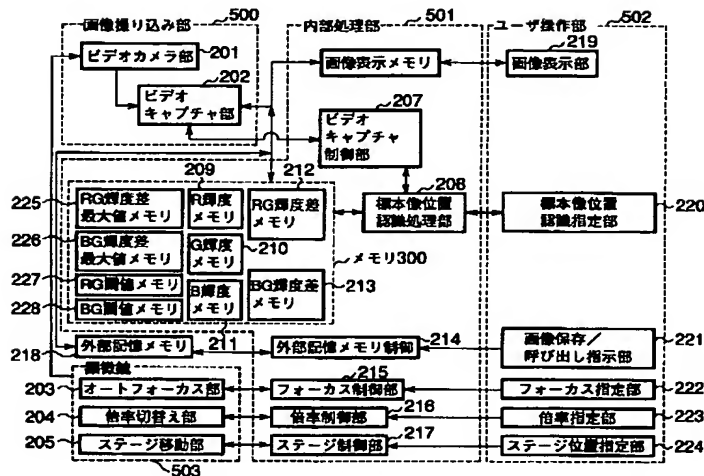 画像撮り込み部
500
内部処理部
501
ユーザ操作部
502
ビデオカメラ部
201
画像表示メモリ
219
画像表示部
202
ビデオ
キャプチャ部
207
ビデオ
キャプチャ
制御部
209
212
208
225
RG輝度差
最大値メモリ
R輝度
メモリ
RG輝度差
メモリ
標本像位置
認識処理部
標本像位置
認識指定部
220
226
BG輝度差
最大値メモリ
G輝度
メモリ
210
メモリ300
227
RG閾値メモリ
B輝度
メモリ
BG輝度差
メモリ
213
228
BG閾値メモリ
211
214
218
外部記憶メモリ
外部記憶メモリ制御
画像保存/
呼び出し指示部
221
顕微鏡
215
203
オートフォーカス部
フォーカス制御部
フォーカス指定部
222
204
倍率切替え部
倍率制御部
216
倍率指定部
223
205
ステージ移動部
ステージ制御部
217
ステージ位置指定部
224
503